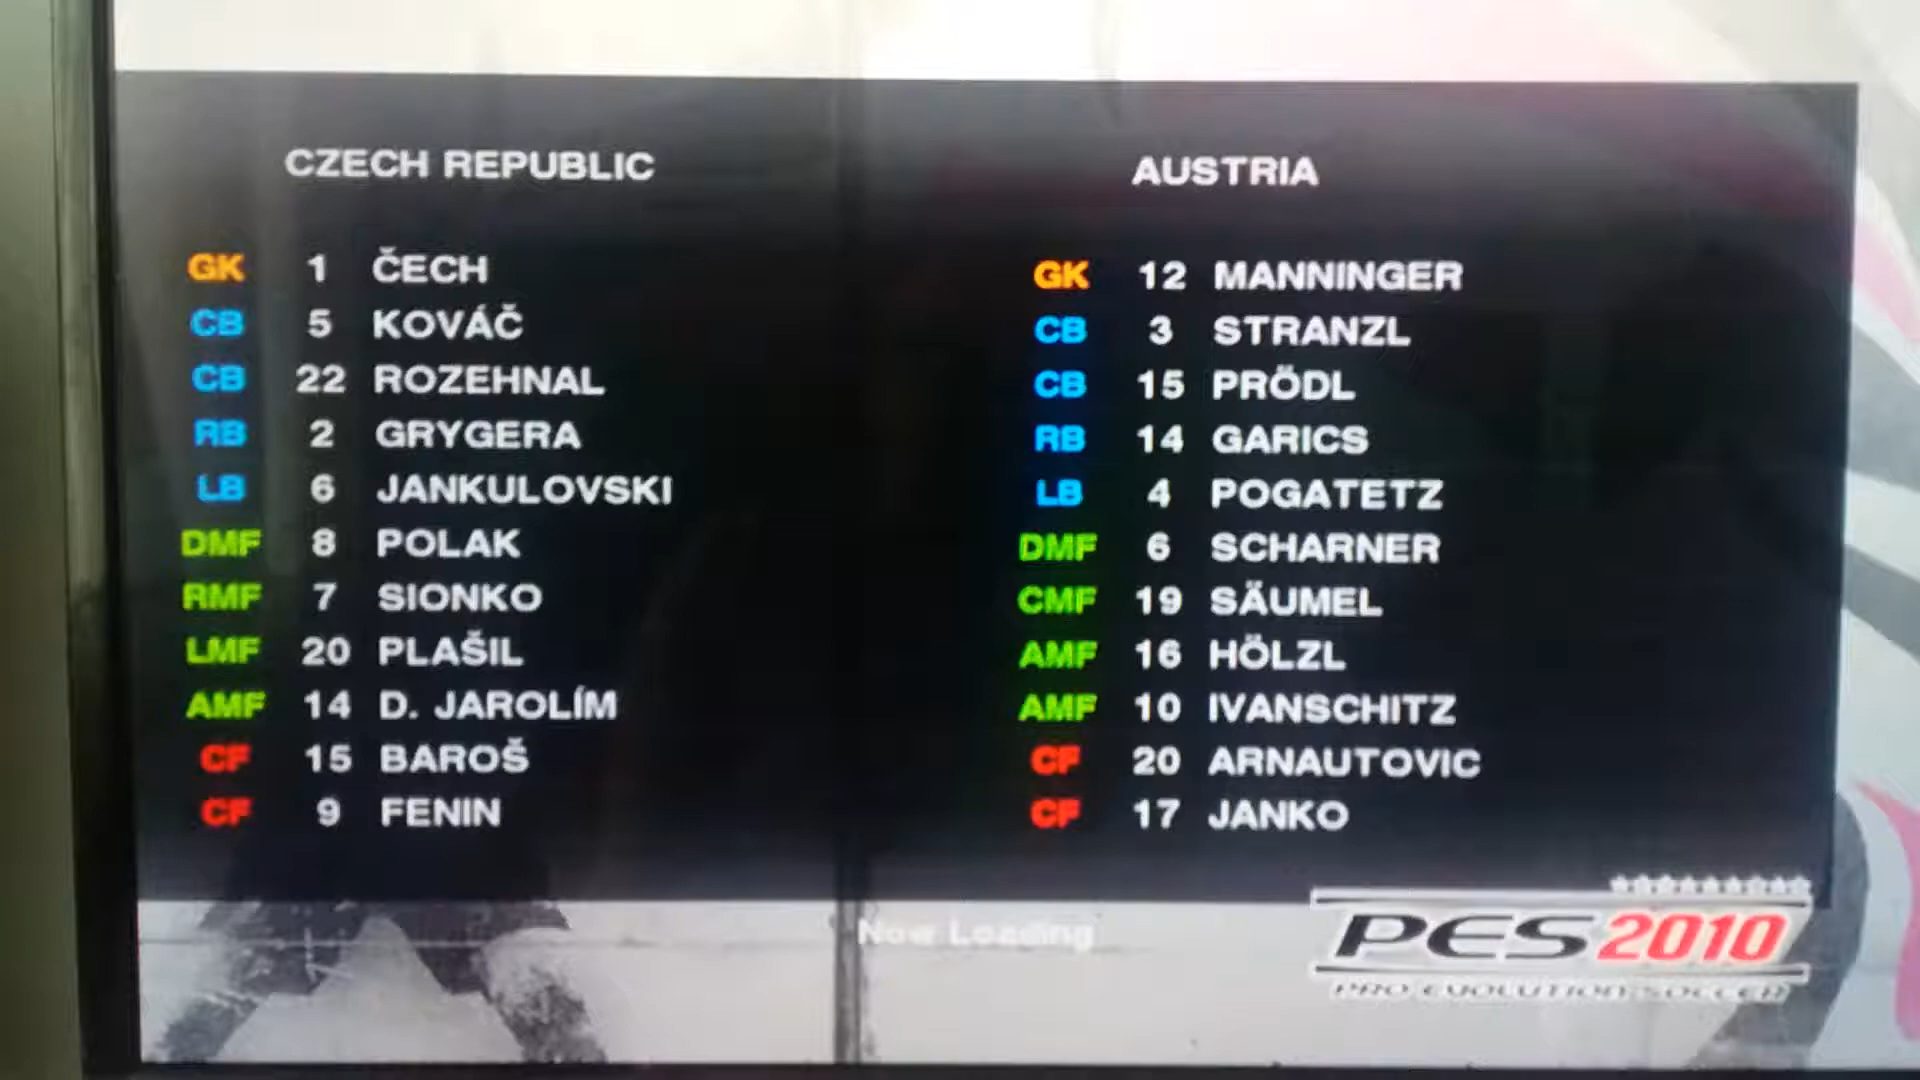 CZECH REPUBLIC
GK 1 ČECH
CB 5 KOVÁČ
CB 22 ROZEHNAL
RB 2 GRYGERA
LB 6 JANKULOVSKI
DMF 8 POLAK
RMF 7 SIONKO
LMF 20 PLAŠIL
AMF 14 D. JAROLÍM
CF 15 BAROŠ
CF 9 FENIN
AUSTRIA
GK 12 MANNINGER
CB 3 STRANZL
CB 15 PRÖDL
RB 14 GARICS
LB 4 POGATETZ
DMF 6 SCHARNER
CMF 19 SÄUMEL
AMF 16 HÖLZL
AMF 10 IVANSCHITZ
CF 20 ARNAUTOVIC
CF 17 JANKO
Now Loading
PES 2010
PRO EVOLUTION SOCCER